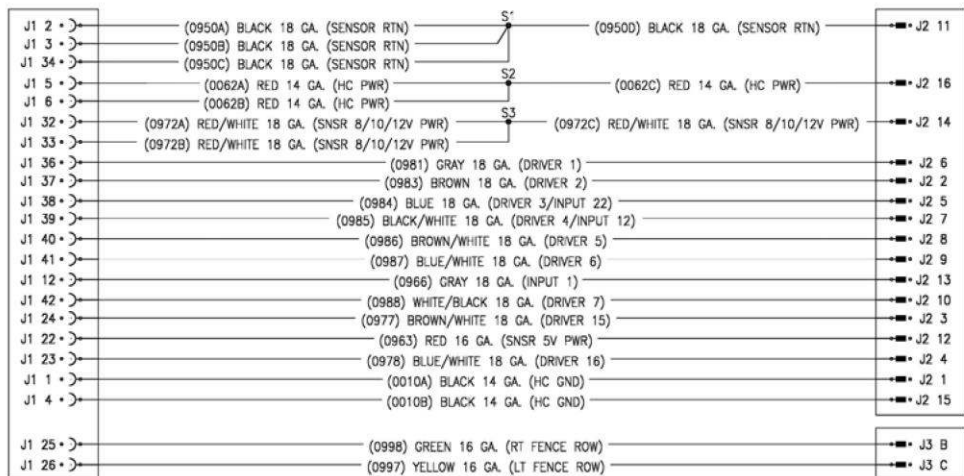 J1 2 (0950A) BLACK 18 GA. (SENSOR RTN) S1 (0950D) BLACK 18 GA. (SENSOR RTN) J2 11
J1 3 (0950B) BLACK 18 GA. (SENSOR RTN)
J1 34 (0950C) BLACK 18 GA. (SENSOR RTN)
J1 5 (0062A) RED 14 GA. (HC PWR) S2 (0062C) RED 14 GA. (HC PWR) J2 16
J1 6 (0062B) RED 14 GA. (HC PWR)
J1 32 (0972A) RED/WHITE 18 GA. (SNSR 8/10/12V PWR) S3 (0972C) RED/WHITE 18 GA. (SNSR 8/10/12V PWR) J2 14
J1 33 (0972B) RED/WHITE 18 GA. (SNSR 8/10/12V PWR)
J1 36 (0981) GRAY 18 GA. (DRIVER 1) J2 6
J1 37 (0983) BROWN 18 GA. (DRIVER 2) J2 2
J1 38 (0984) BLUE 18 GA. (DRIVER 3/INPUT 22) J2 5
J1 39 (0985) BLACK/WHITE 18 GA. (DRIVER 4/INPUT 12) J2 7
J1 40 (0986) BROWN/WHITE 18 GA. (DRIVER 5) J2 8
J1 41 (0987) BLUE/WHITE 18 GA. (DRIVER 6) J2 9
J1 12 (0966) GRAY 18 GA. (INPUT 1) J2 13
J1 42 (0988) WHITE/BLACK 18 GA. (DRIVER 7) J2 10
J1 24 (0977) BROWN/WHITE 18 GA. (DRIVER 15) J2 3
J1 22 (0963) RED 16 GA. (SNSR 5V PWR) J2 12
J1 23 (0978) BLUE/WHITE 18 GA. (DRIVER 16) J2 4
J1 1 (0010A) BLACK 14 GA. (HC GND) J2 1
J1 4 (0010B) BLACK 14 GA. (HC GND) J2 15
J1 25 (0998) GREEN 16 GA. (RT FENCE ROW) J3 B
J1 26 (0997) YELLOW 16 GA. (LT FENCE ROW) J3 C